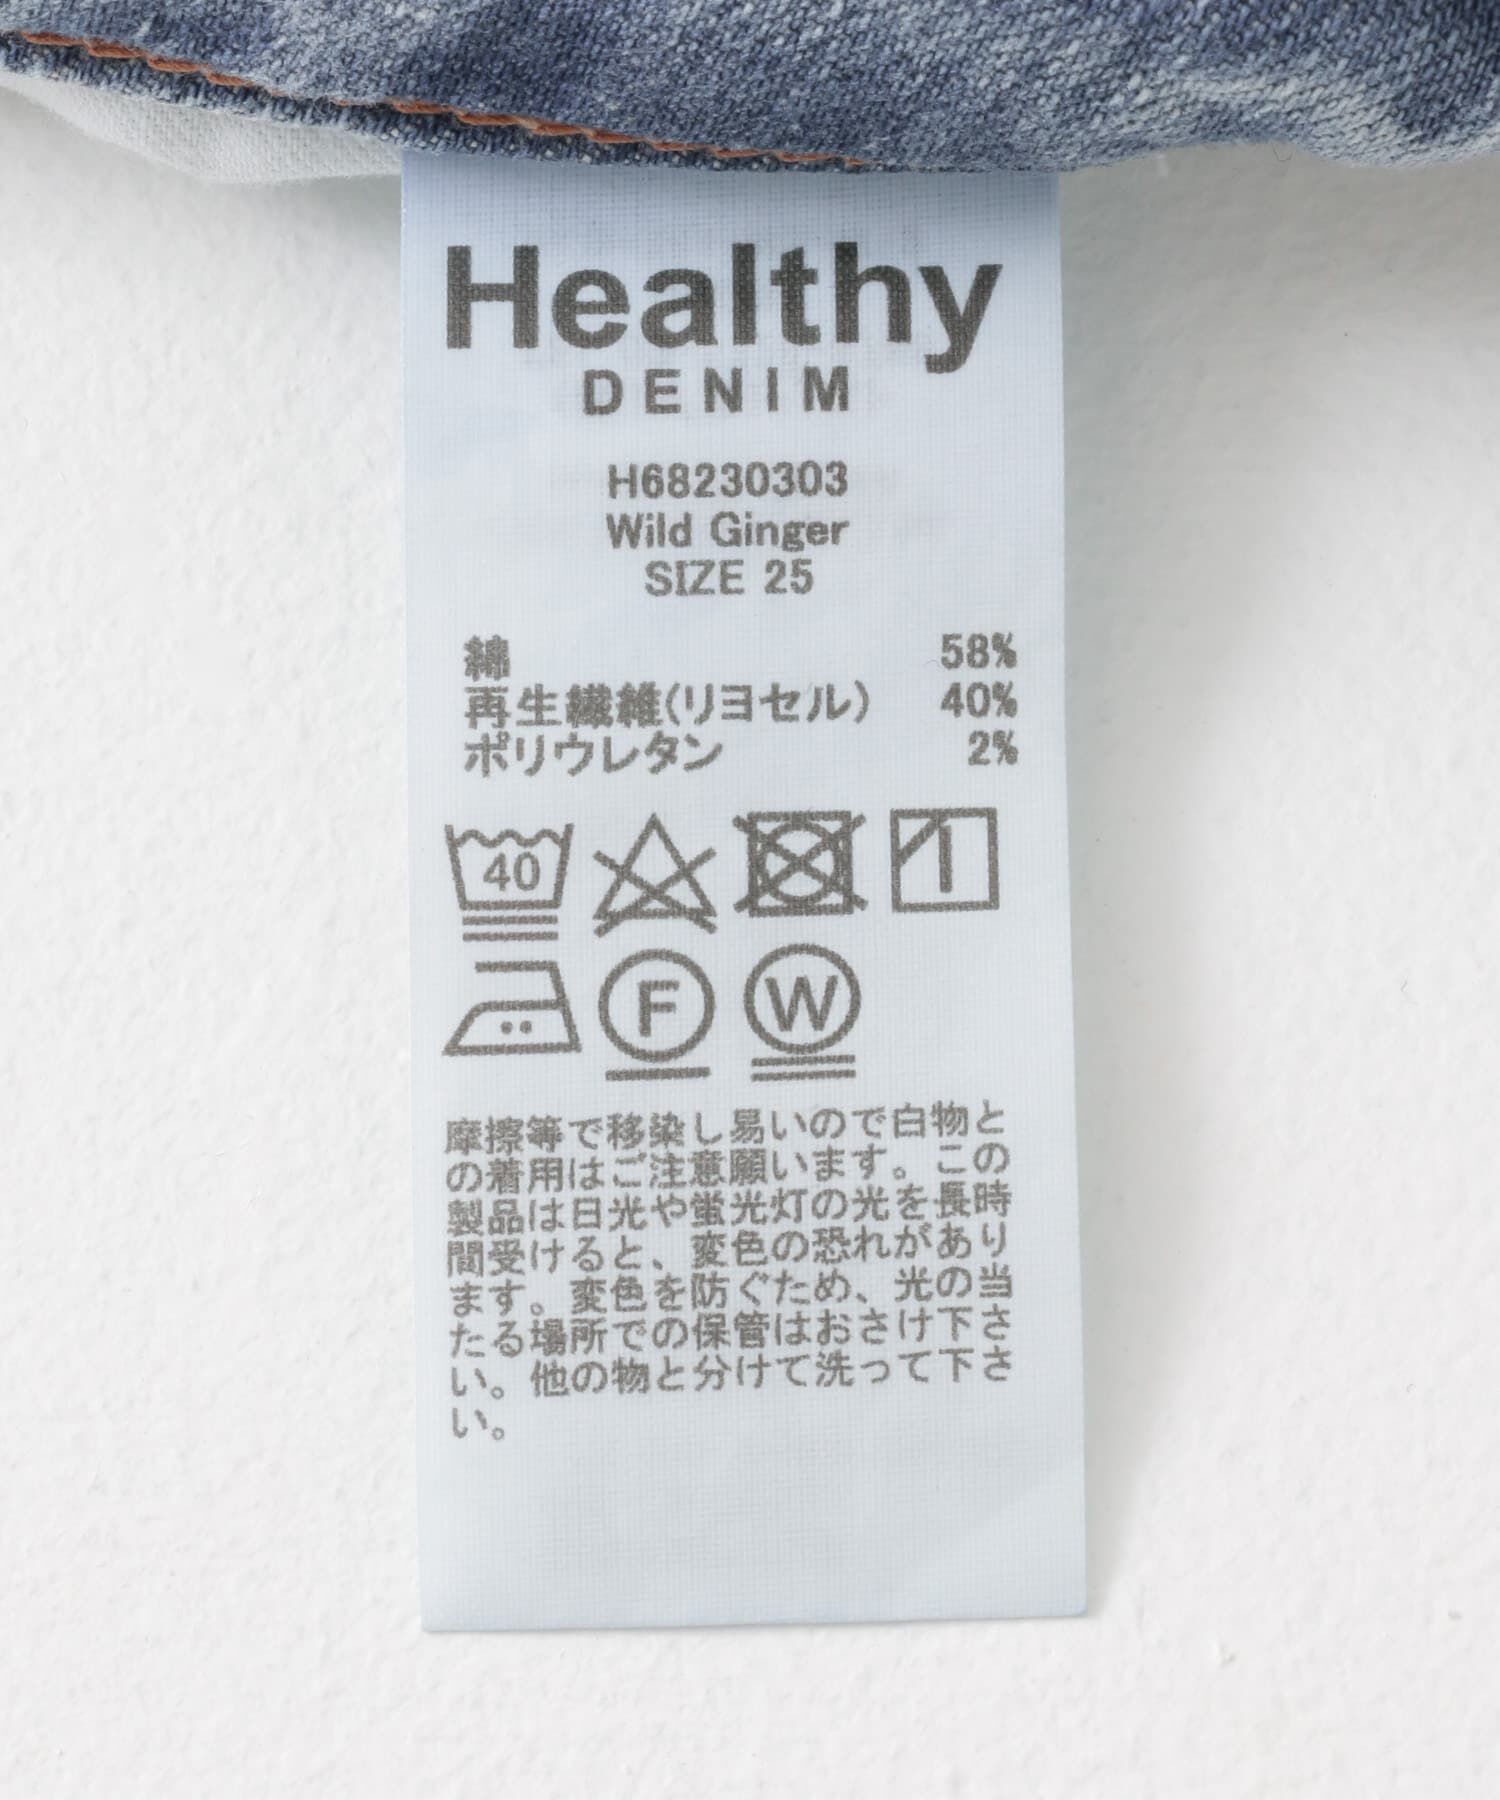 Healthy
DENIM
H68230303
Wild Ginger
SIZE 25
綿 58%
再生繊維(リヨセル) 40%
ポリウレタン 2%
40
F W
摩擦等で移染し易いので白物と
の着用はご注意願います。この
製品は日光や蛍光灯の光を長時
間受けると、変色の恐れがあり
ます。変色を防ぐため、光の当
たる場所での保管はおさけ下さ
い。他の物と分けて洗って下さ
い。